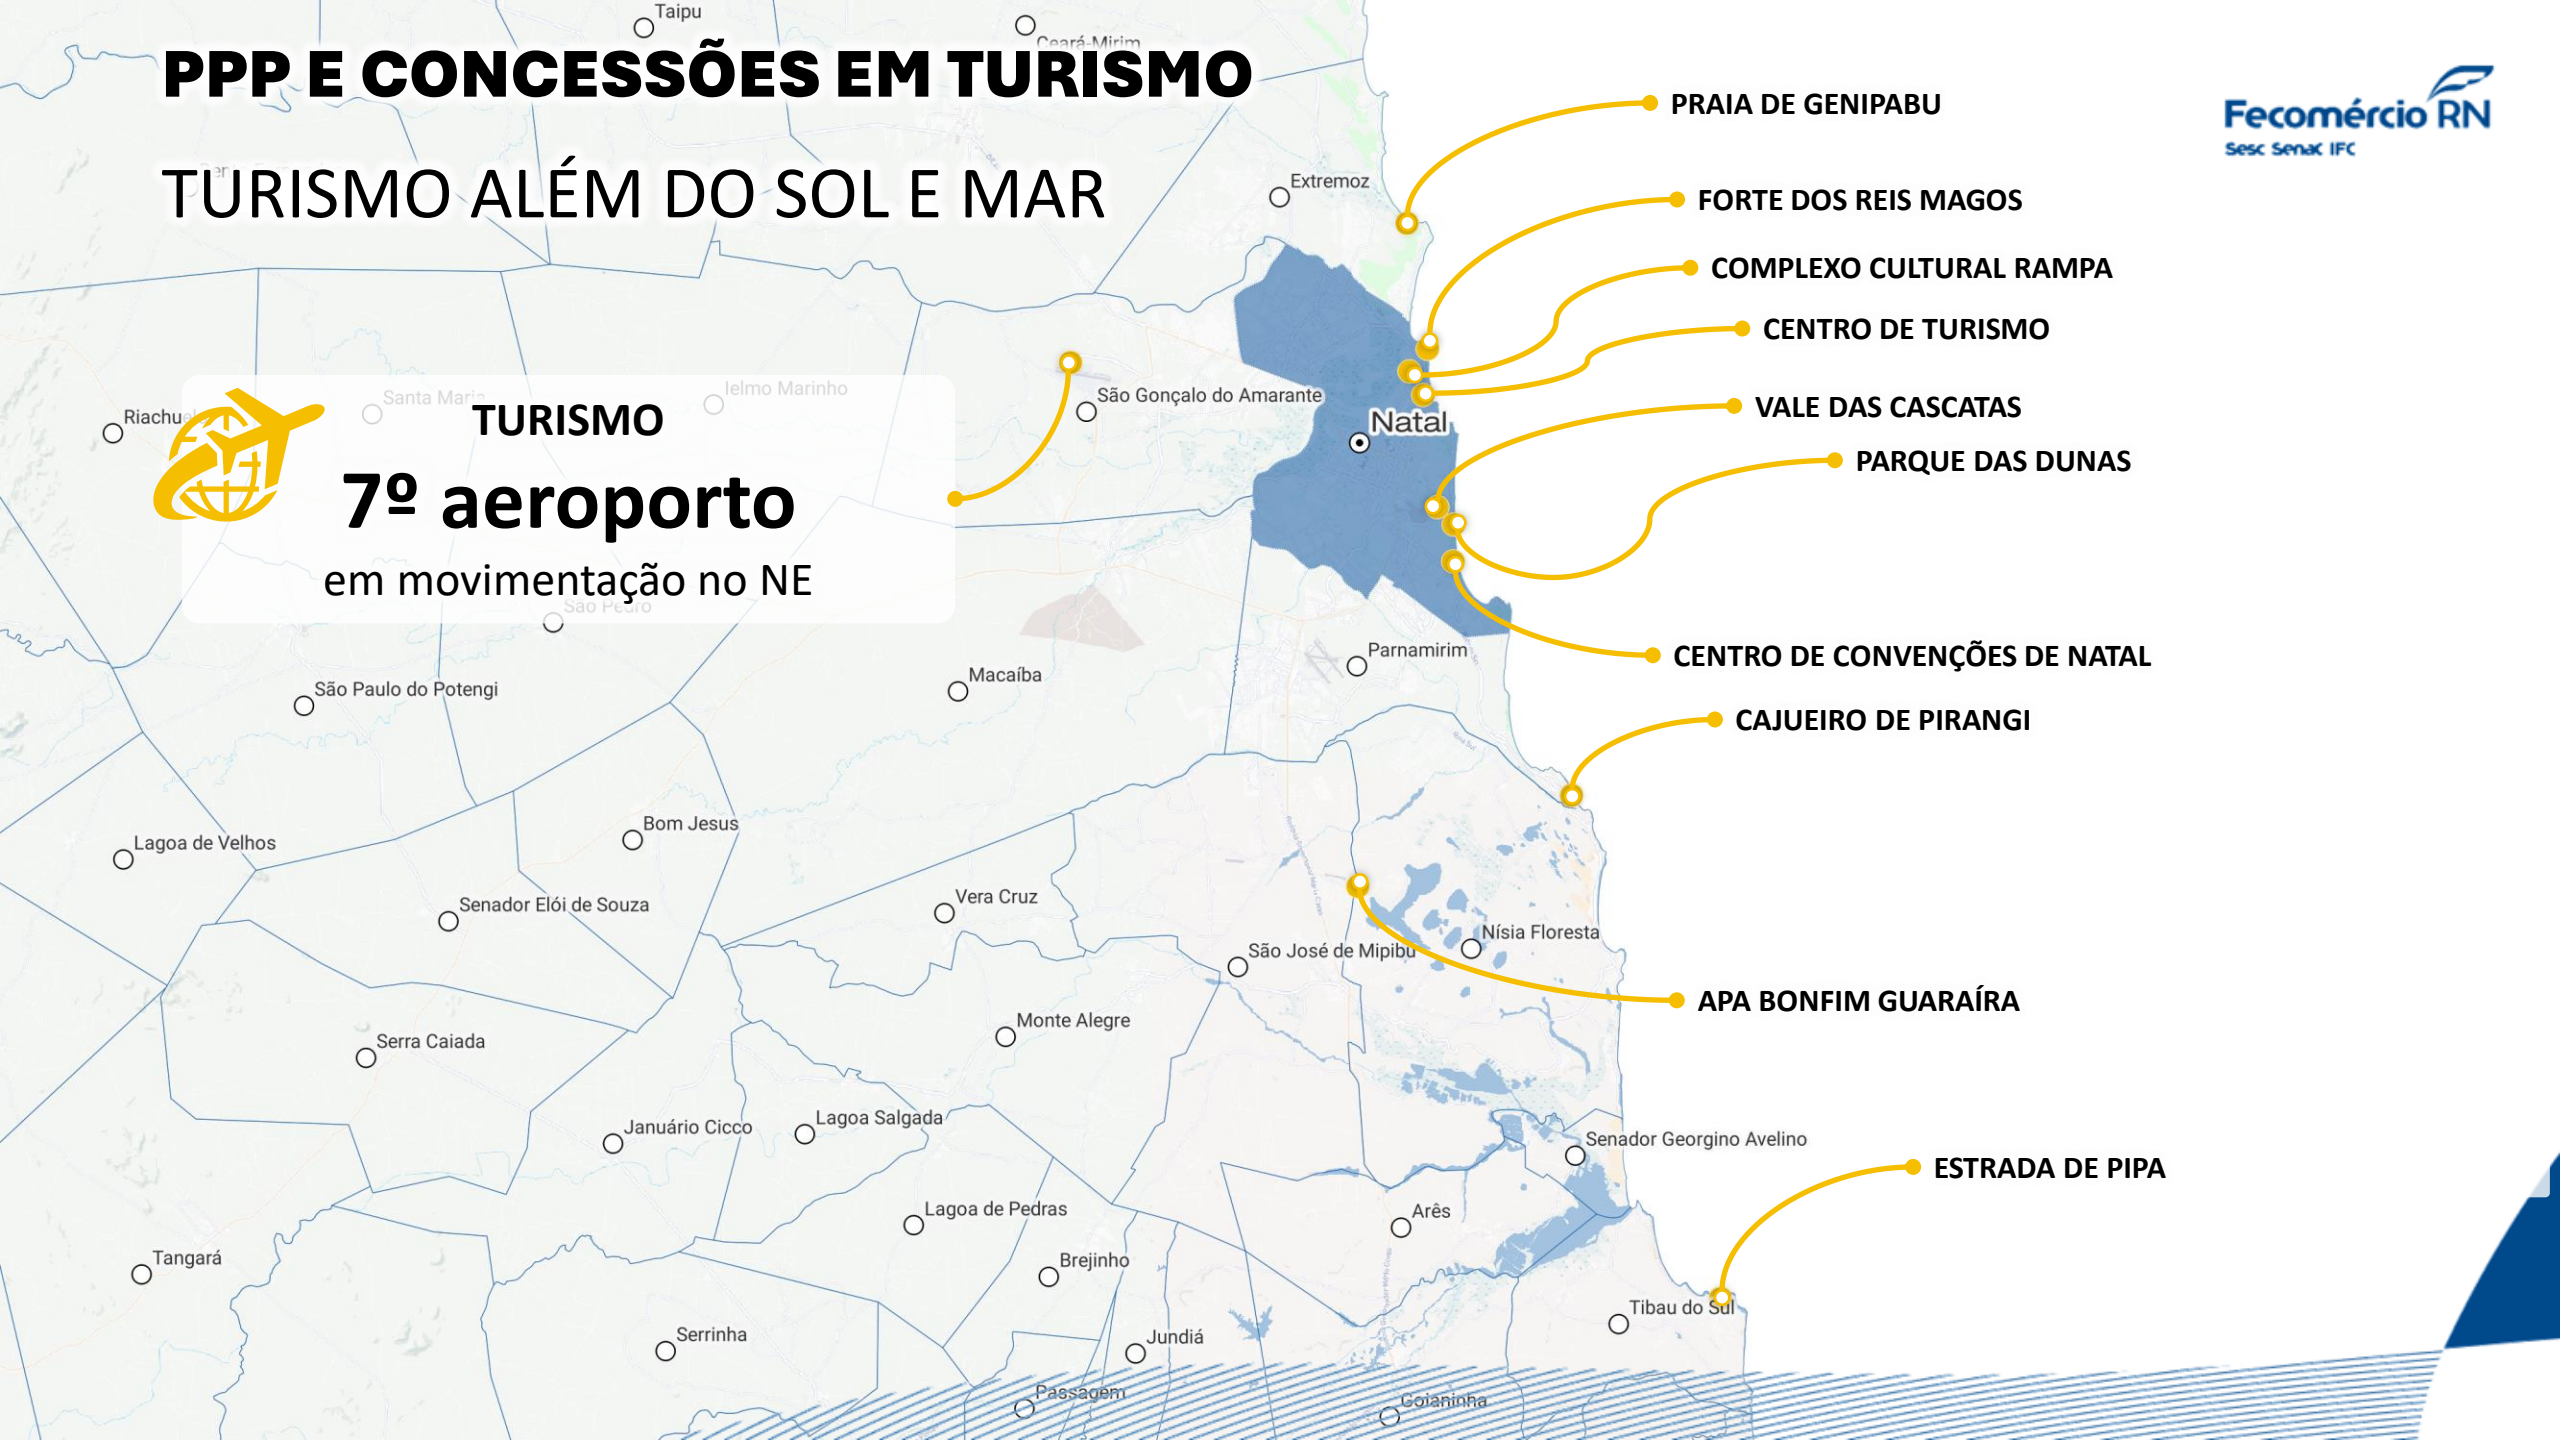 Taipu
Ceará-Mirim
PPP E CONCESSÕES EM TURISMO
TURISMO ALÉM DO SOL E MAR
Fecomércio RN
Sesc Senac IFC
PRAIA DE GENIPABU
FORTE DOS REIS MAGOS
COMPLEXO CULTURAL RAMPA
CENTRO DE TURISMO
VALE DAS CASCATAS
PARQUE DAS DUNAS
CENTRO DE CONVENÇÕES DE NATAL
CAJUEIRO DE PIRANGI
APA BONFIM GUARAÍRA
ESTRADA DE PIPA
TURISMO
7º aeroporto
em movimentação no NE
Extremoz
Santa Maria
Ielmo Marinho
São Gonçalo do Amarante
Natal
São Pedro
Parnamirim
Macaíba
São Paulo do Potengi
Bom Jesus
Lagoa de Velhos
Vera Cruz
Senador Elói de Souza
Nísia Floresta
São José de Mipibu
Monte Alegre
Serra Caiada
Lagoa Salgada
Januário Cicco
Senador Georgino Avelino
Lagoa de Pedras
Arês
Tangará
Brejinho
Tibau do Sul
Serrinha
Jundiá
Passagem
Goianinha